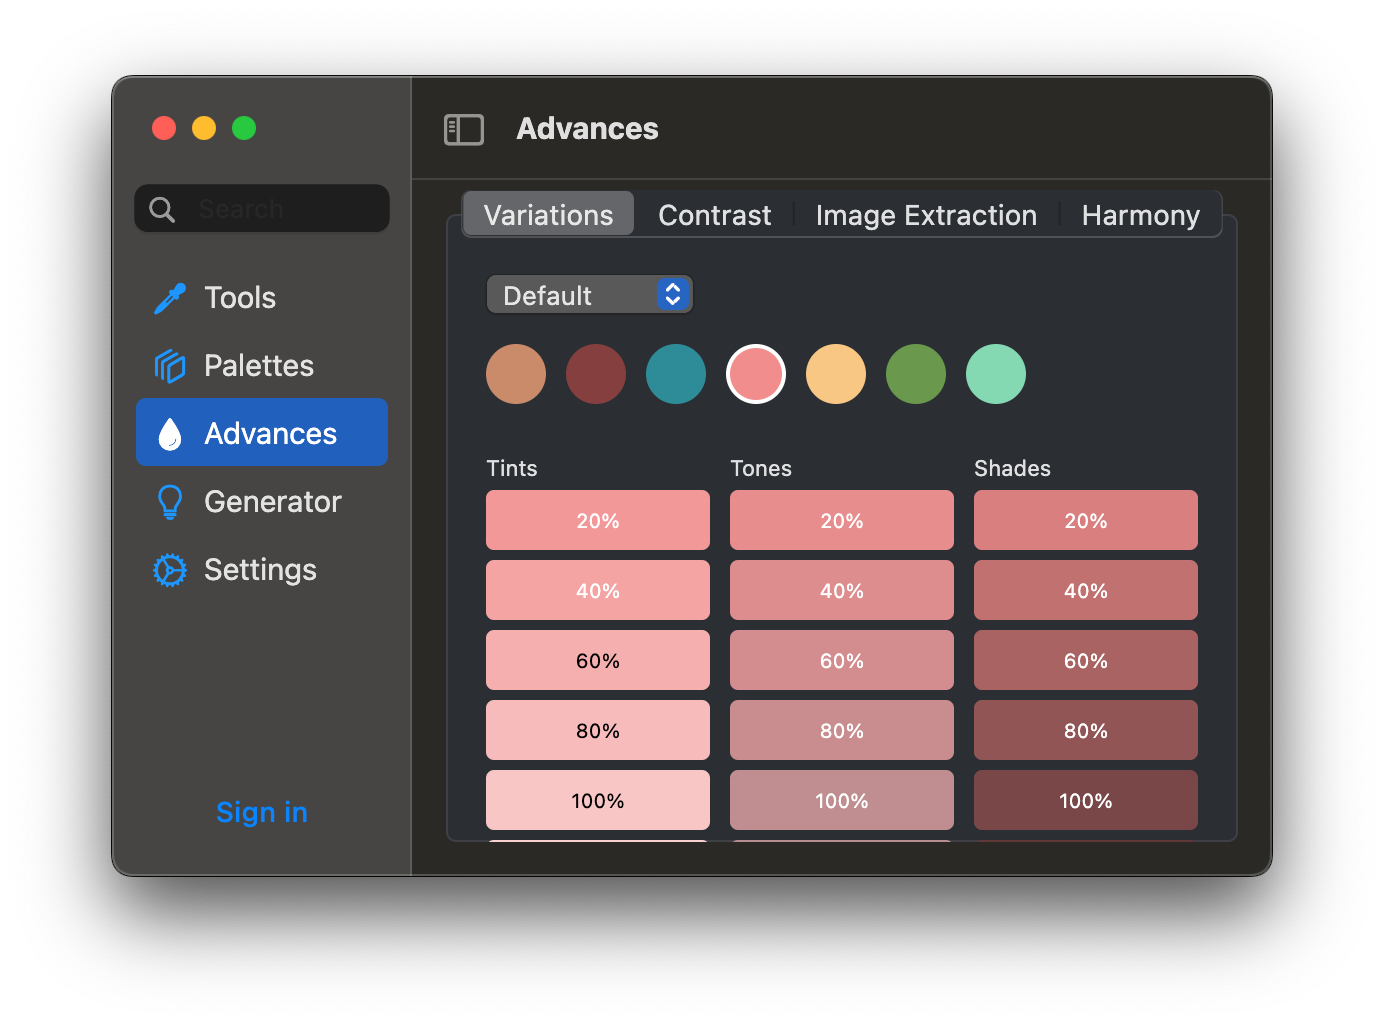 Advances
Search
Tools
Palettes
Advances
Generator
Settings
Sign in
Variations Contrast Image Extraction Harmony
Default
Tints Tones Shades
20% 20% 20%
40% 40% 40%
60% 60% 60%
80% 80% 80%
100% 100% 100%